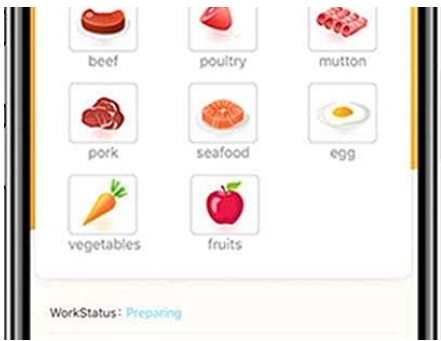 beef poultry mutton
pork seafood egg
vegetables fruits
WorkStatus: Preparing